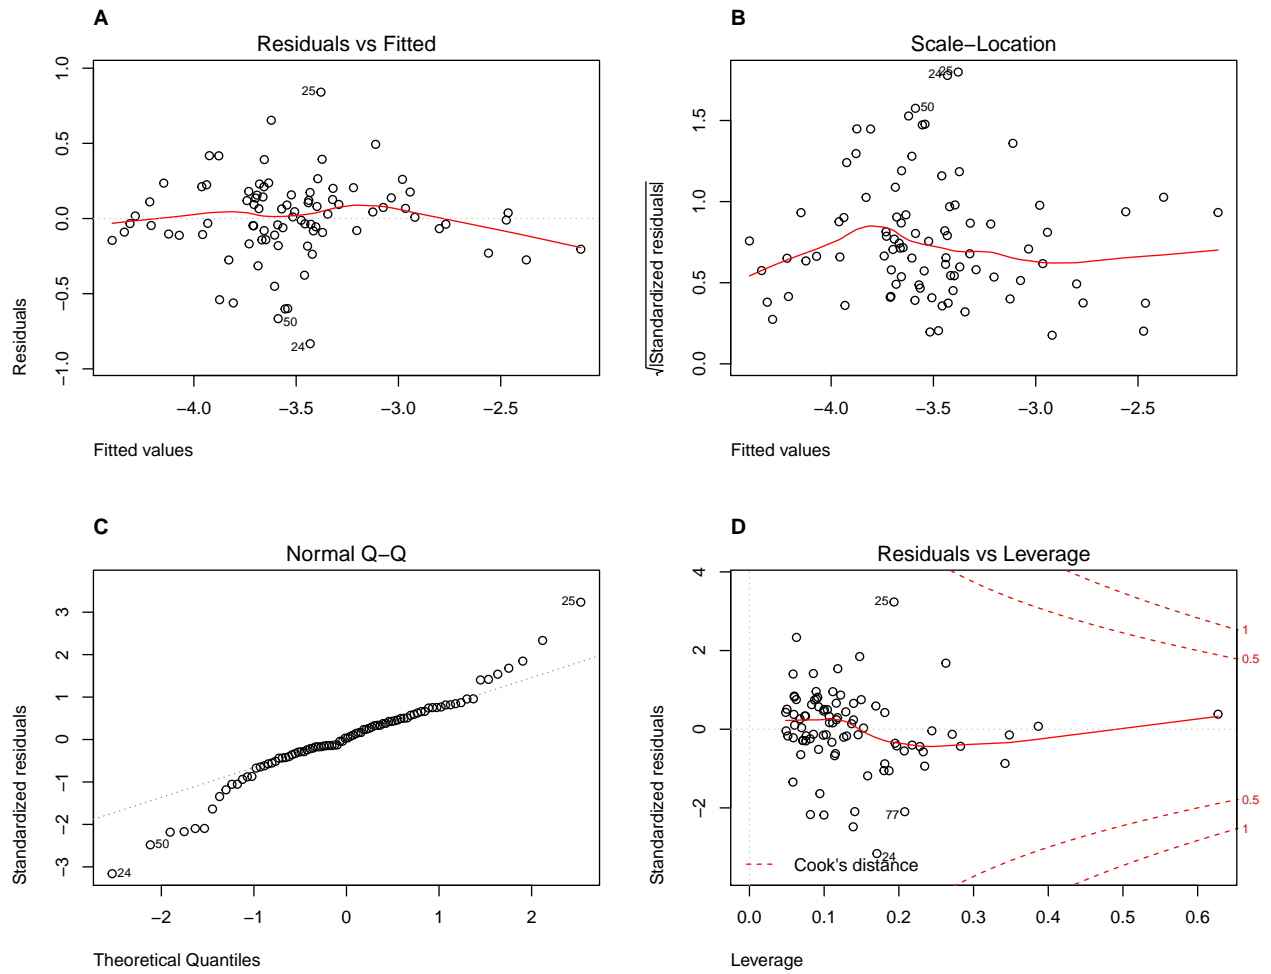 A
Residuals vs Fitted
1.0
0.5
0.0
−0.5
−1.0
Residuals
25
50
24
−4.0 −3.5 −3.0 −2.5
Fitted values
B
Scale−Location
1.5
1.0
0.5
0.0
√|Standardized residuals|
24 25
50
−4.0 −3.5 −3.0 −2.5
Fitted values
C
Normal Q−Q
3
2
1
0
−1
−2
−3
Standardized residuals
25
50
24
−2 −1 0 1 2
Theoretical Quantiles
D
Residuals vs Leverage
4
2
0
−2
Standardized residuals
25
77
24
1
0.5
0.5
1
Cook's distance
0.0 0.1 0.2 0.3 0.4 0.5 0.6
Leverage